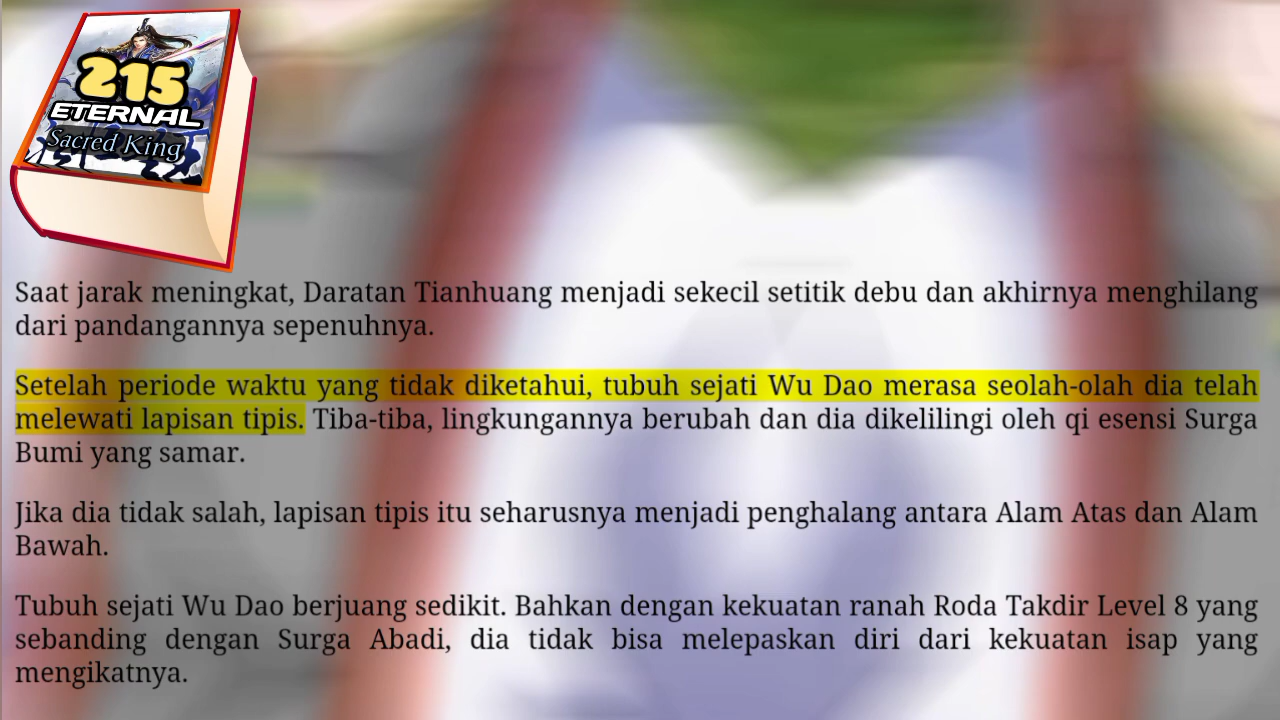 215
ETERNAL
Sacred King
Saat jarak meningkat, Daratan Tianhuang menjadi sekecil setitik debu dan akhirnya menghilang
dari pandangannya sepenuhnya.
Setelah periode waktu yang tidak diketahui, tubuh sejati Wu Dao merasa seolah-olah dia telah
melewati lapisan tipis. Tiba-tiba, lingkungannya berubah dan dia dikelilingi oleh qi esensi Surga
Bumi yang samar.
Jika dia tidak salah, lapisan tipis itu seharusnya menjadi penghalang antara Alam Atas dan Alam
Bawah.
Tubuh sejati Wu Dao berjuang sedikit. Bahkan dengan kekuatan ranah Roda Takdir Level 8 yang
sebanding dengan Surga Abadi, dia tidak bisa melepaskan diri dari kekuatan isap yang
mengikatnya.